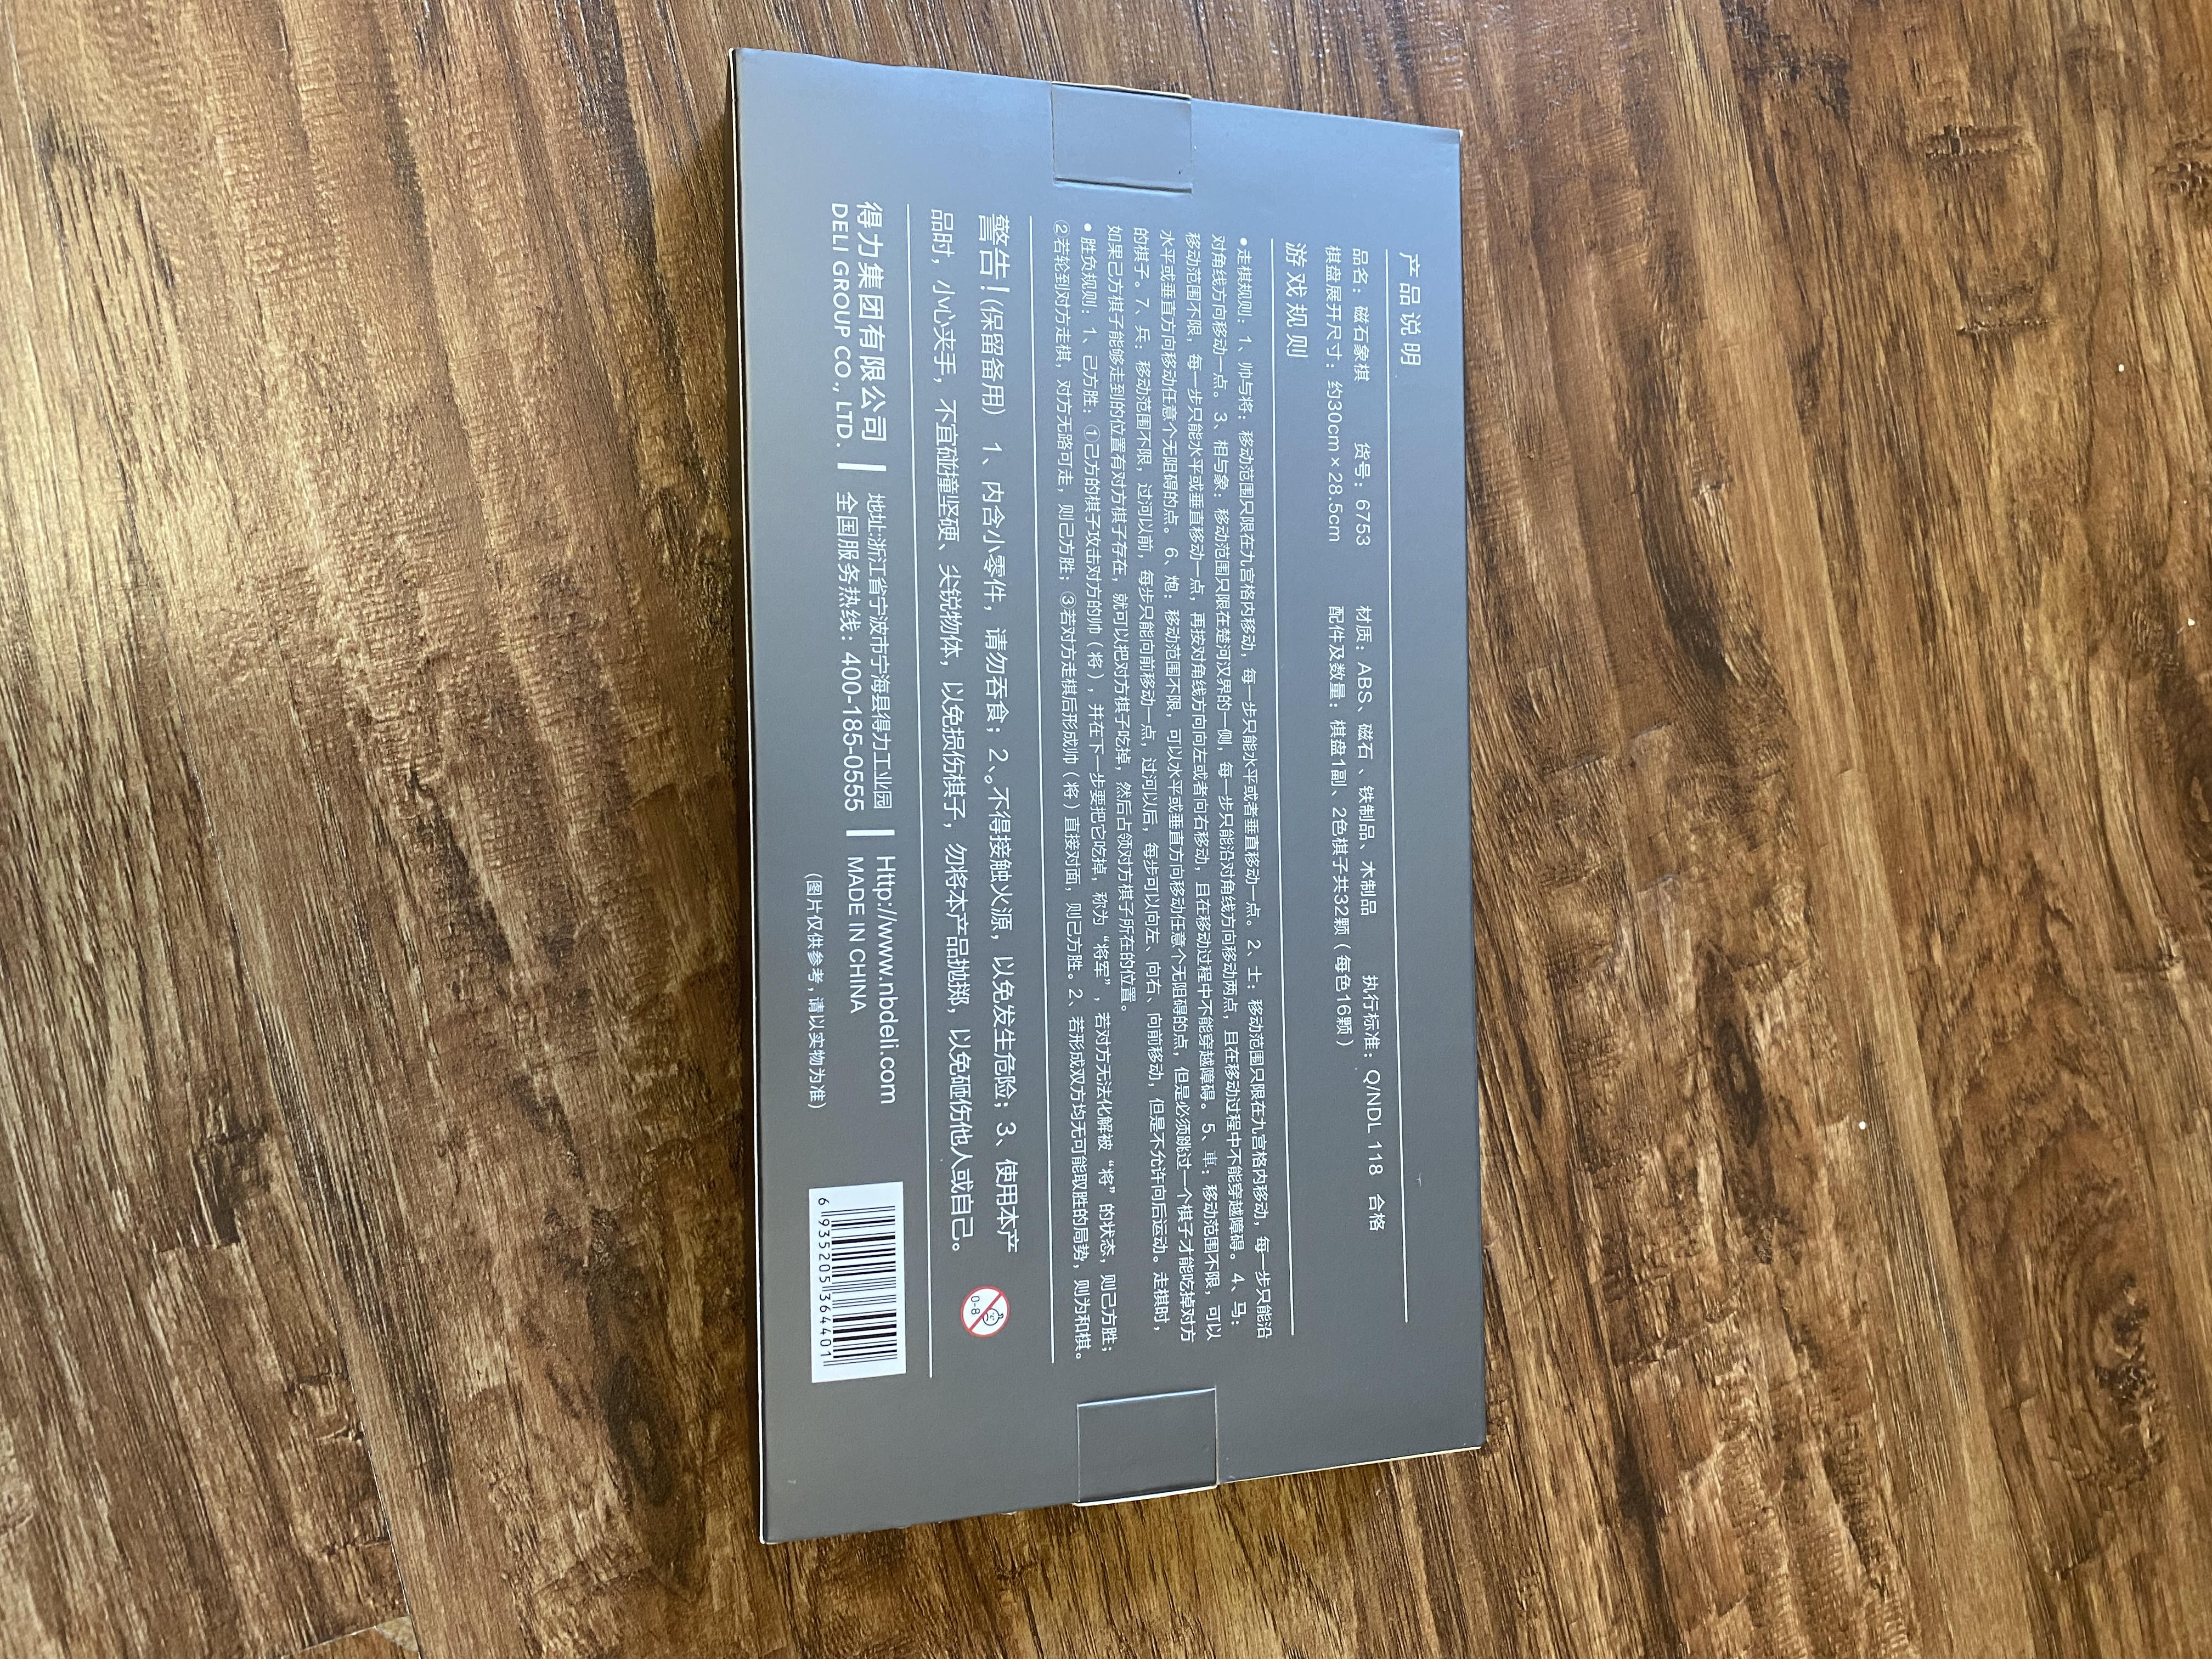 产品说明
品名：磁石象棋 货号：6753 材质：ABS、磁石、铁制品、木制品 执行标准：Q/NDL 118 合格
棋盘展开尺寸：约30cm×28.5cm 配件及数量：棋盘1副、2色棋子共32颗（每色16颗）
游戏规则
●走棋规则：1、帅与将：移动范围只限在九宫格内移动，每一步只能水平或者垂直移动一点。2、士：移动范围只限在九宫格内移动，每一步只能沿
对角线方向移动一点。3、相与象：移动范围只限在楚河汉界的一侧，每一步只能沿对角线方向移动两点，且在移动过程中不能穿越障碍。4、马：
移动范围不限，每一步只能水平或垂直移动一点，再按对角线方向向左或者向右移动，且在移动过程中不能穿越障碍。5、車：移动范围不限，可以
水平或垂直方向移动任意个无阻碍的点。6、炮：移动范围不限，可以水平或垂直方向移动任意个无阻碍的点，但是必须跳过一个棋子才能吃掉对方
的棋子。7、兵：移动范围不限，过河以前，每步只能向前移动一点，过河以后，每步可以向左、向右、向前移动，但是不允许向后运动。走棋时，
如果己方棋子能够走到的位置有对方棋子存在，就可以把对方棋子吃掉，然后占领对方棋子所在的位置。
●胜负规则：1、己方胜：①己方的棋子攻击对方的帅（将），并在下一步要把它吃掉，称为“将军”，若对方无法化解被“将”的状态，则己方胜；
②若轮到对方走棋，对方无路可走，则己方胜；③若对方走棋后形成帅（将）直接对面，则己方胜。2、若形成双方均无可能取胜的局势，则为和棋。
警告！（保留备用） 1、内含小零件，请勿吞食；2、。不得接触火源，以免发生危险；3、使用本产
品时，小心夹手，不宜碰撞坚硬、尖锐物体，以免损伤棋子，勿将本产品抛掷，以免砸伤他人或自己。
0-8
得力集团有限公司 地址:浙江省宁波市宁海县得力工业园 Http://www.nbdeli.com
DELI GROUP CO., LTD. 全国服务热线：400-185-0555 MADE IN CHINA
（图片仅供参考，请以实物为准）
6 935205 364401